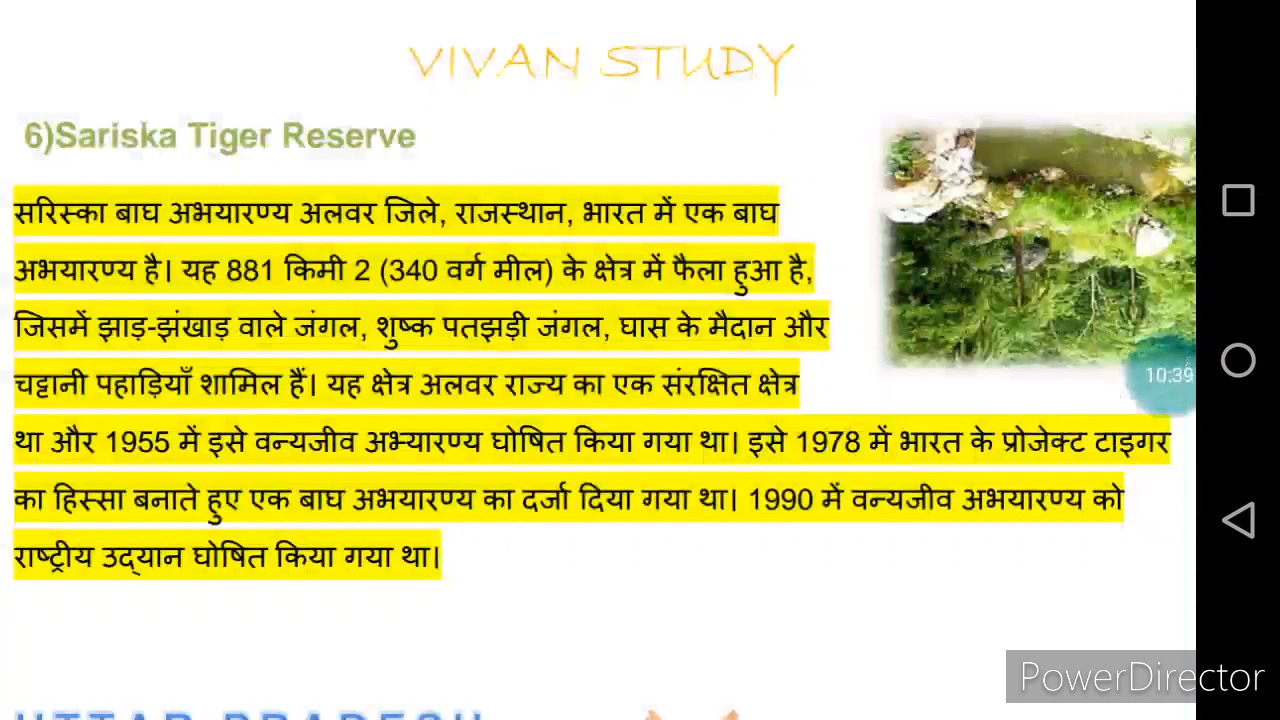 VIVAN STUDY
6)Sariska Tiger Reserve
सरिस्का बाघ अभयारण्य अलवर जिले, राजस्थान, भारत में एक बाघ
अभयारण्य है। यह 881 किमी 2 (340 वर्ग मील) के क्षेत्र में फैला हुआ है,
जिसमें झाड़-झंखाड़ वाले जंगल, शुष्क पतझड़ी जंगल, घास के मैदान और
चट्टानी पहाड़ियाँ शामिल हैं। यह क्षेत्र अलवर राज्य का एक संरक्षित क्षेत्र
था और 1955 में इसे वन्यजीव अभ्यारण्य घोषित किया गया था। इसे 1978 में भारत के प्रोजेक्ट टाइगर
का हिस्सा बनाते हुए एक बाघ अभयारण्य का दर्जा दिया गया था। 1990 में वन्यजीव अभयारण्य को
राष्ट्रीय उद्यान घोषित किया गया था।
10:39
PowerDirector
UTTAR PRADESH